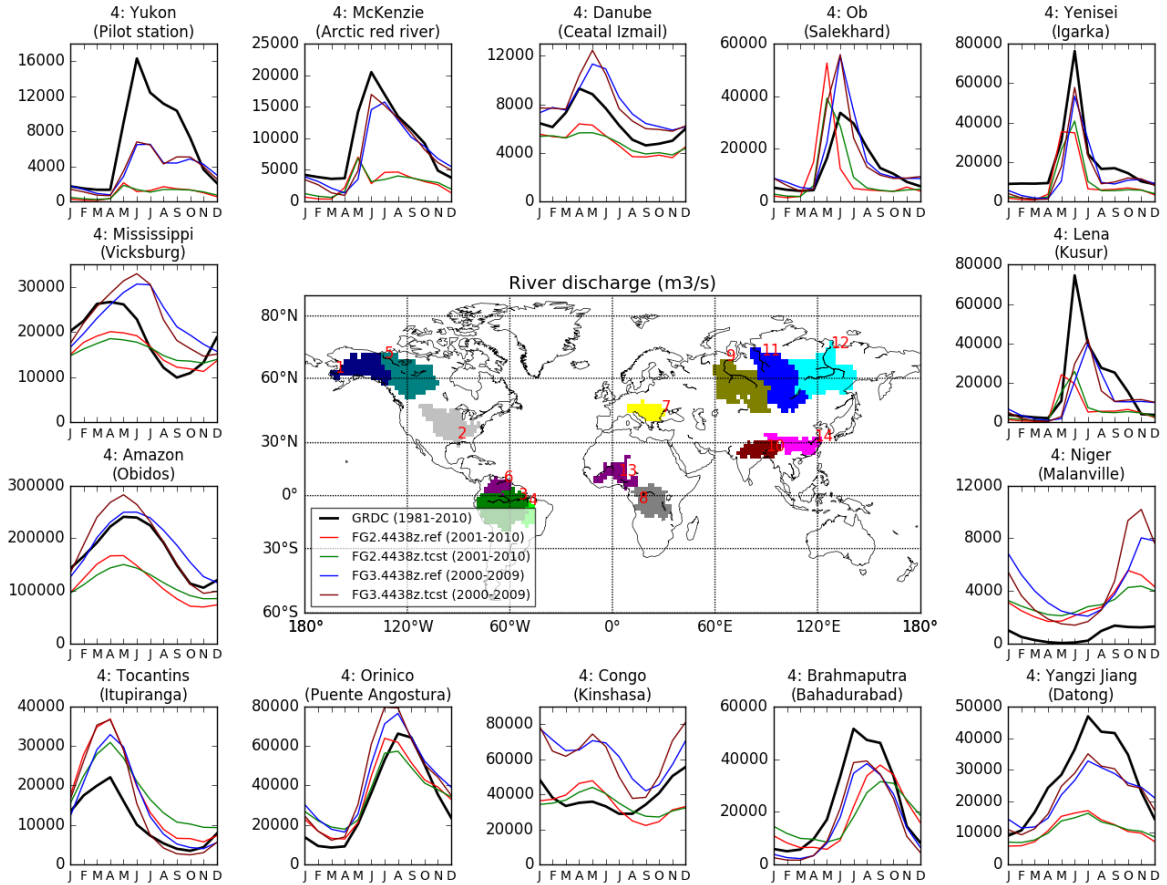 4: Yukon
(Pilot station)
16000
12000
8000
4000
0
J F M A M J J A S O N D
4: McKenzie
(Arctic red river)
25000
20000
15000
10000
5000
0
J F M A M J J A S O N D
4: Danube
(Ceatal Izmail)
12000
8000
4000
0
J F M A M J J A S O N D
4: Ob
(Salekhard)
60000
40000
20000
0
J F M A M J J A S O N D
4: Yenisei
(Igarka)
80000
60000
40000
20000
0
J F M A M J J A S O N D
4: Mississippi
(Vicksburg)
30000
20000
10000
0
J F M A M J J A S O N D
River discharge (m3/s)
80°N
60°N
30°N
0°
30°S
60°S
180°
120°W
60°W
0°
60°E
120°E
180°
1
5
9
11
12
7
2
14
6
13
8
GRDC (1981-2010)
FG2.4438z.ref (2001-2010)
FG2.4438z.tcst (2001-2010)
FG3.4438z.ref (2000-2009)
FG3.4438z.tcst (2000-2009)
4: Lena
(Kusur)
80000
60000
40000
20000
0
J F M A M J J A S O N D
4: Amazon
(Obidos)
300000
200000
100000
0
J F M A M J J A S O N D
4: Niger
(Malanville)
12000
8000
4000
0
J F M A M J J A S O N D
4: Tocantins
(Itupiranga)
40000
30000
20000
10000
0
J F M A M J J A S O N D
4: Orinico
(Puente Angostura)
80000
60000
40000
20000
0
J F M A M J J A S O N D
4: Congo
(Kinshasa)
80000
60000
40000
20000
0
J F M A M J J A S O N D
4: Brahmaputra
(Bahadurabad)
60000
40000
20000
0
J F M A M J J A S O N D
4: Yangzi Jiang
(Datong)
50000
40000
30000
20000
10000
0
J F M A M J J A S O N D